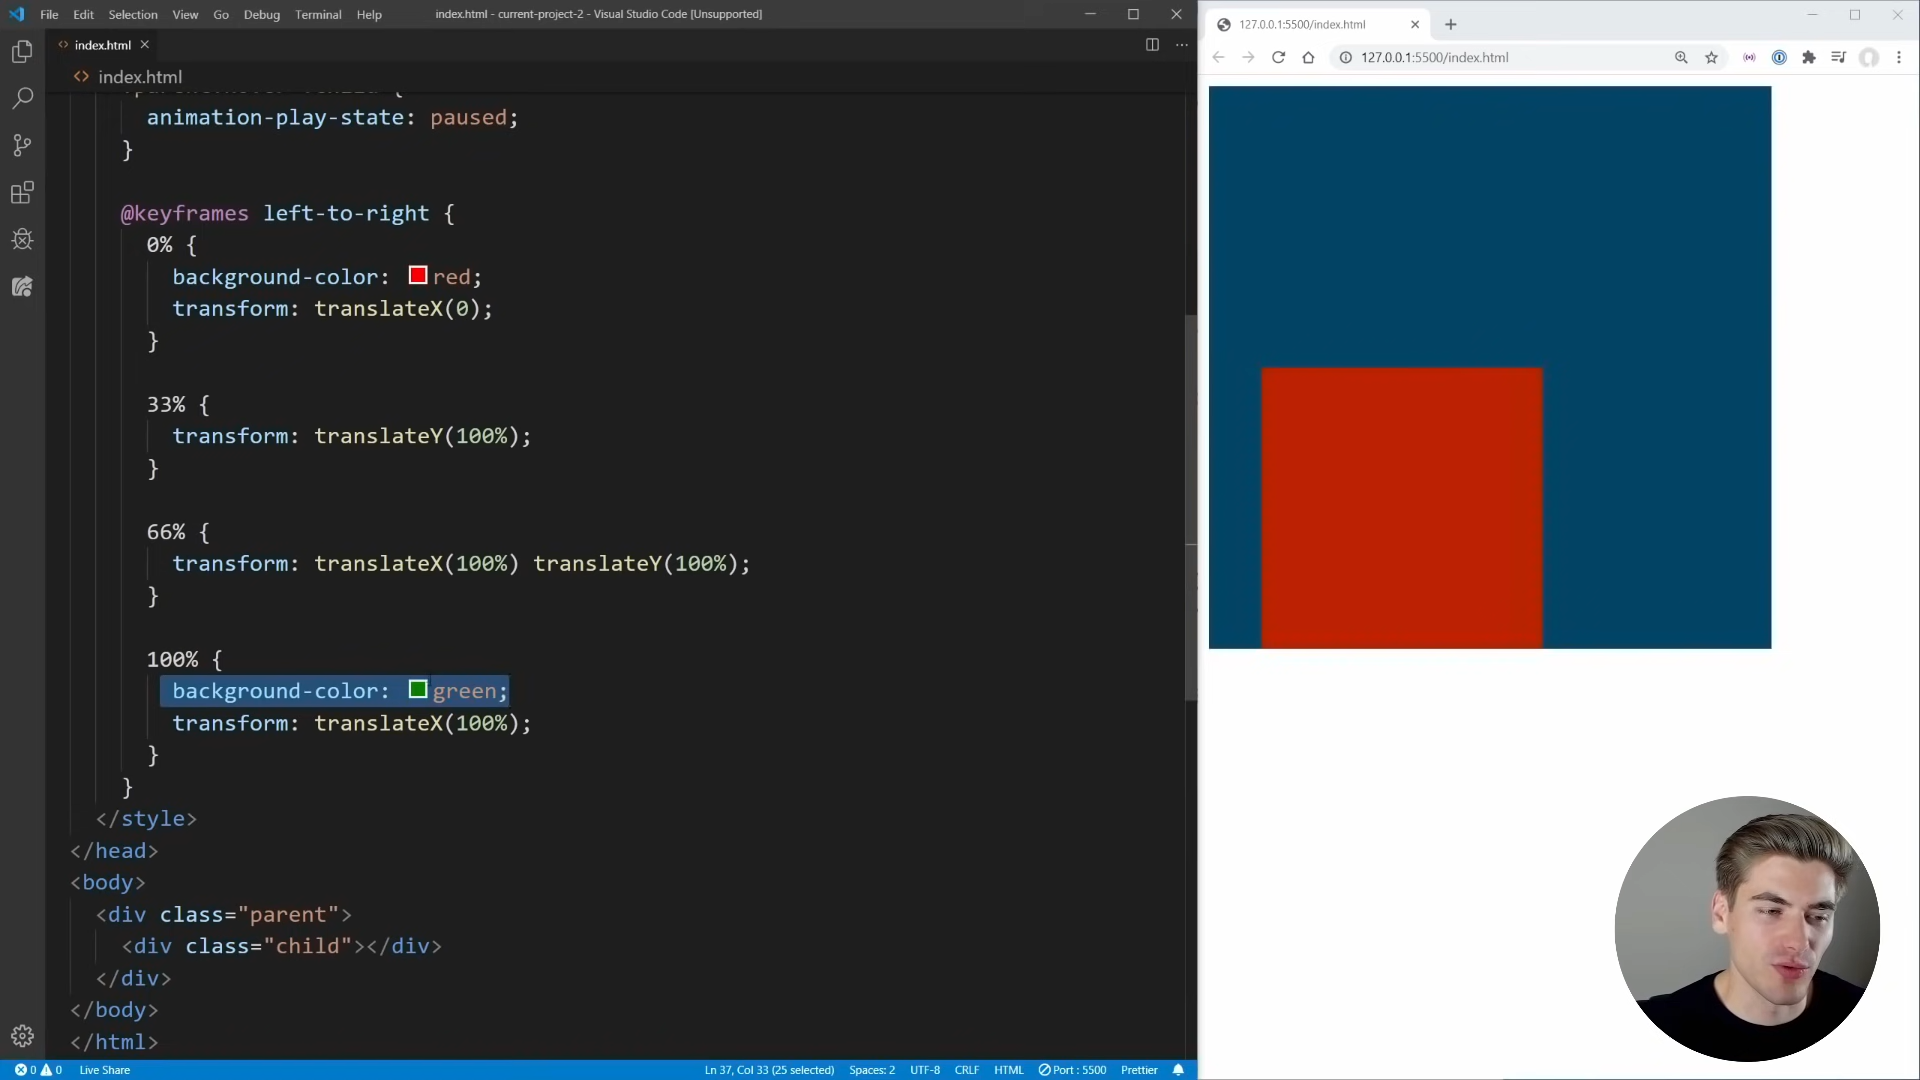 File Edit Selection View Go Debug Terminal Help
index.html - current-project-2 - Visual Studio Code [Unsupported]
index.html
index.html
animation-play-state: paused;
}
@keyframes left-to-right {
0% {
background-color: red;
transform: translateX(0);
}
33% {
transform: translateY(100%);
}
66% {
transform: translateX(100%) translateY(100%);
}
100% {
background-color: green;
transform: translateX(100%);
}
}
</style>
</head>
<body>
<div class="parent">
<div class="child"></div>
</div>
</body>
</html>
0 0 Live Share
Ln 37, Col 33 (25 selected) Spaces: 2 UTF-8 CRLF HTML Port : 5500 Prettier
127.0.0.1:5500/index.html
127.0.0.1:5500/index.html